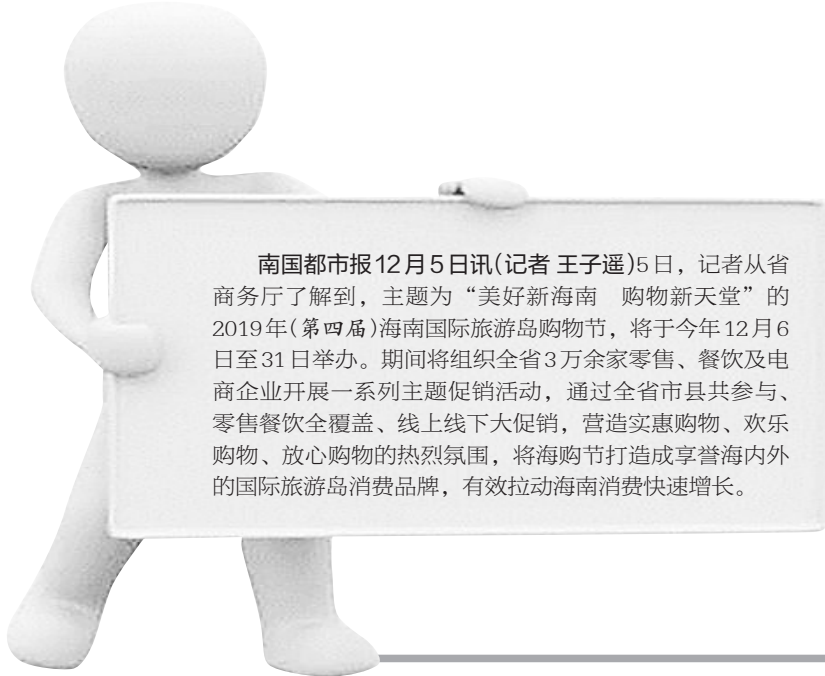 南国都市报12月5日讯(记者 王子遥)5日，记者从省
商务厅了解到，主题为“美好新海南　购物新天堂”的
2019年(第四届)海南国际旅游岛购物节，将于今年12月6
日至31日举办。期间将组织全省3万余家零售、餐饮及电
商企业开展一系列主题促销活动，通过全省市县共参与、
零售餐饮全覆盖、线上线下大促销，营造实惠购物、欢乐
购物、放心购物的热烈氛围，将海购节打造成享誉海内外
的国际旅游岛消费品牌，有效拉动海南消费快速增长。